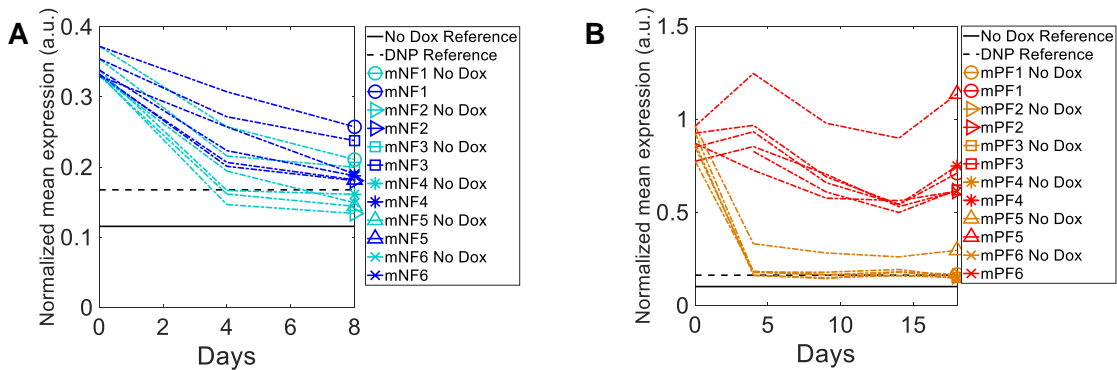 A
Normalized mean expression (a.u.)
0.4
0.3
0.2
0.1
0
0 2 4 6 8
Days
No Dox Reference
DNP Reference
mNF1 No Dox
mNF1
mNF2 No Dox
mNF2
mNF3 No Dox
mNF3
mNF4 No Dox
mNF4
mNF5 No Dox
mNF5
mNF6 No Dox
mNF6
B
Normalized mean expression (a.u.)
1.5
1
0.5
0
0 5 10 15
Days
No Dox Reference
DNP Reference
mPF1 No Dox
mPF1
mPF2 No Dox
mPF2
mPF3 No Dox
mPF3
mPF4 No Dox
mPF4
mPF5 No Dox
mPF5
mPF6 No Dox
mPF6